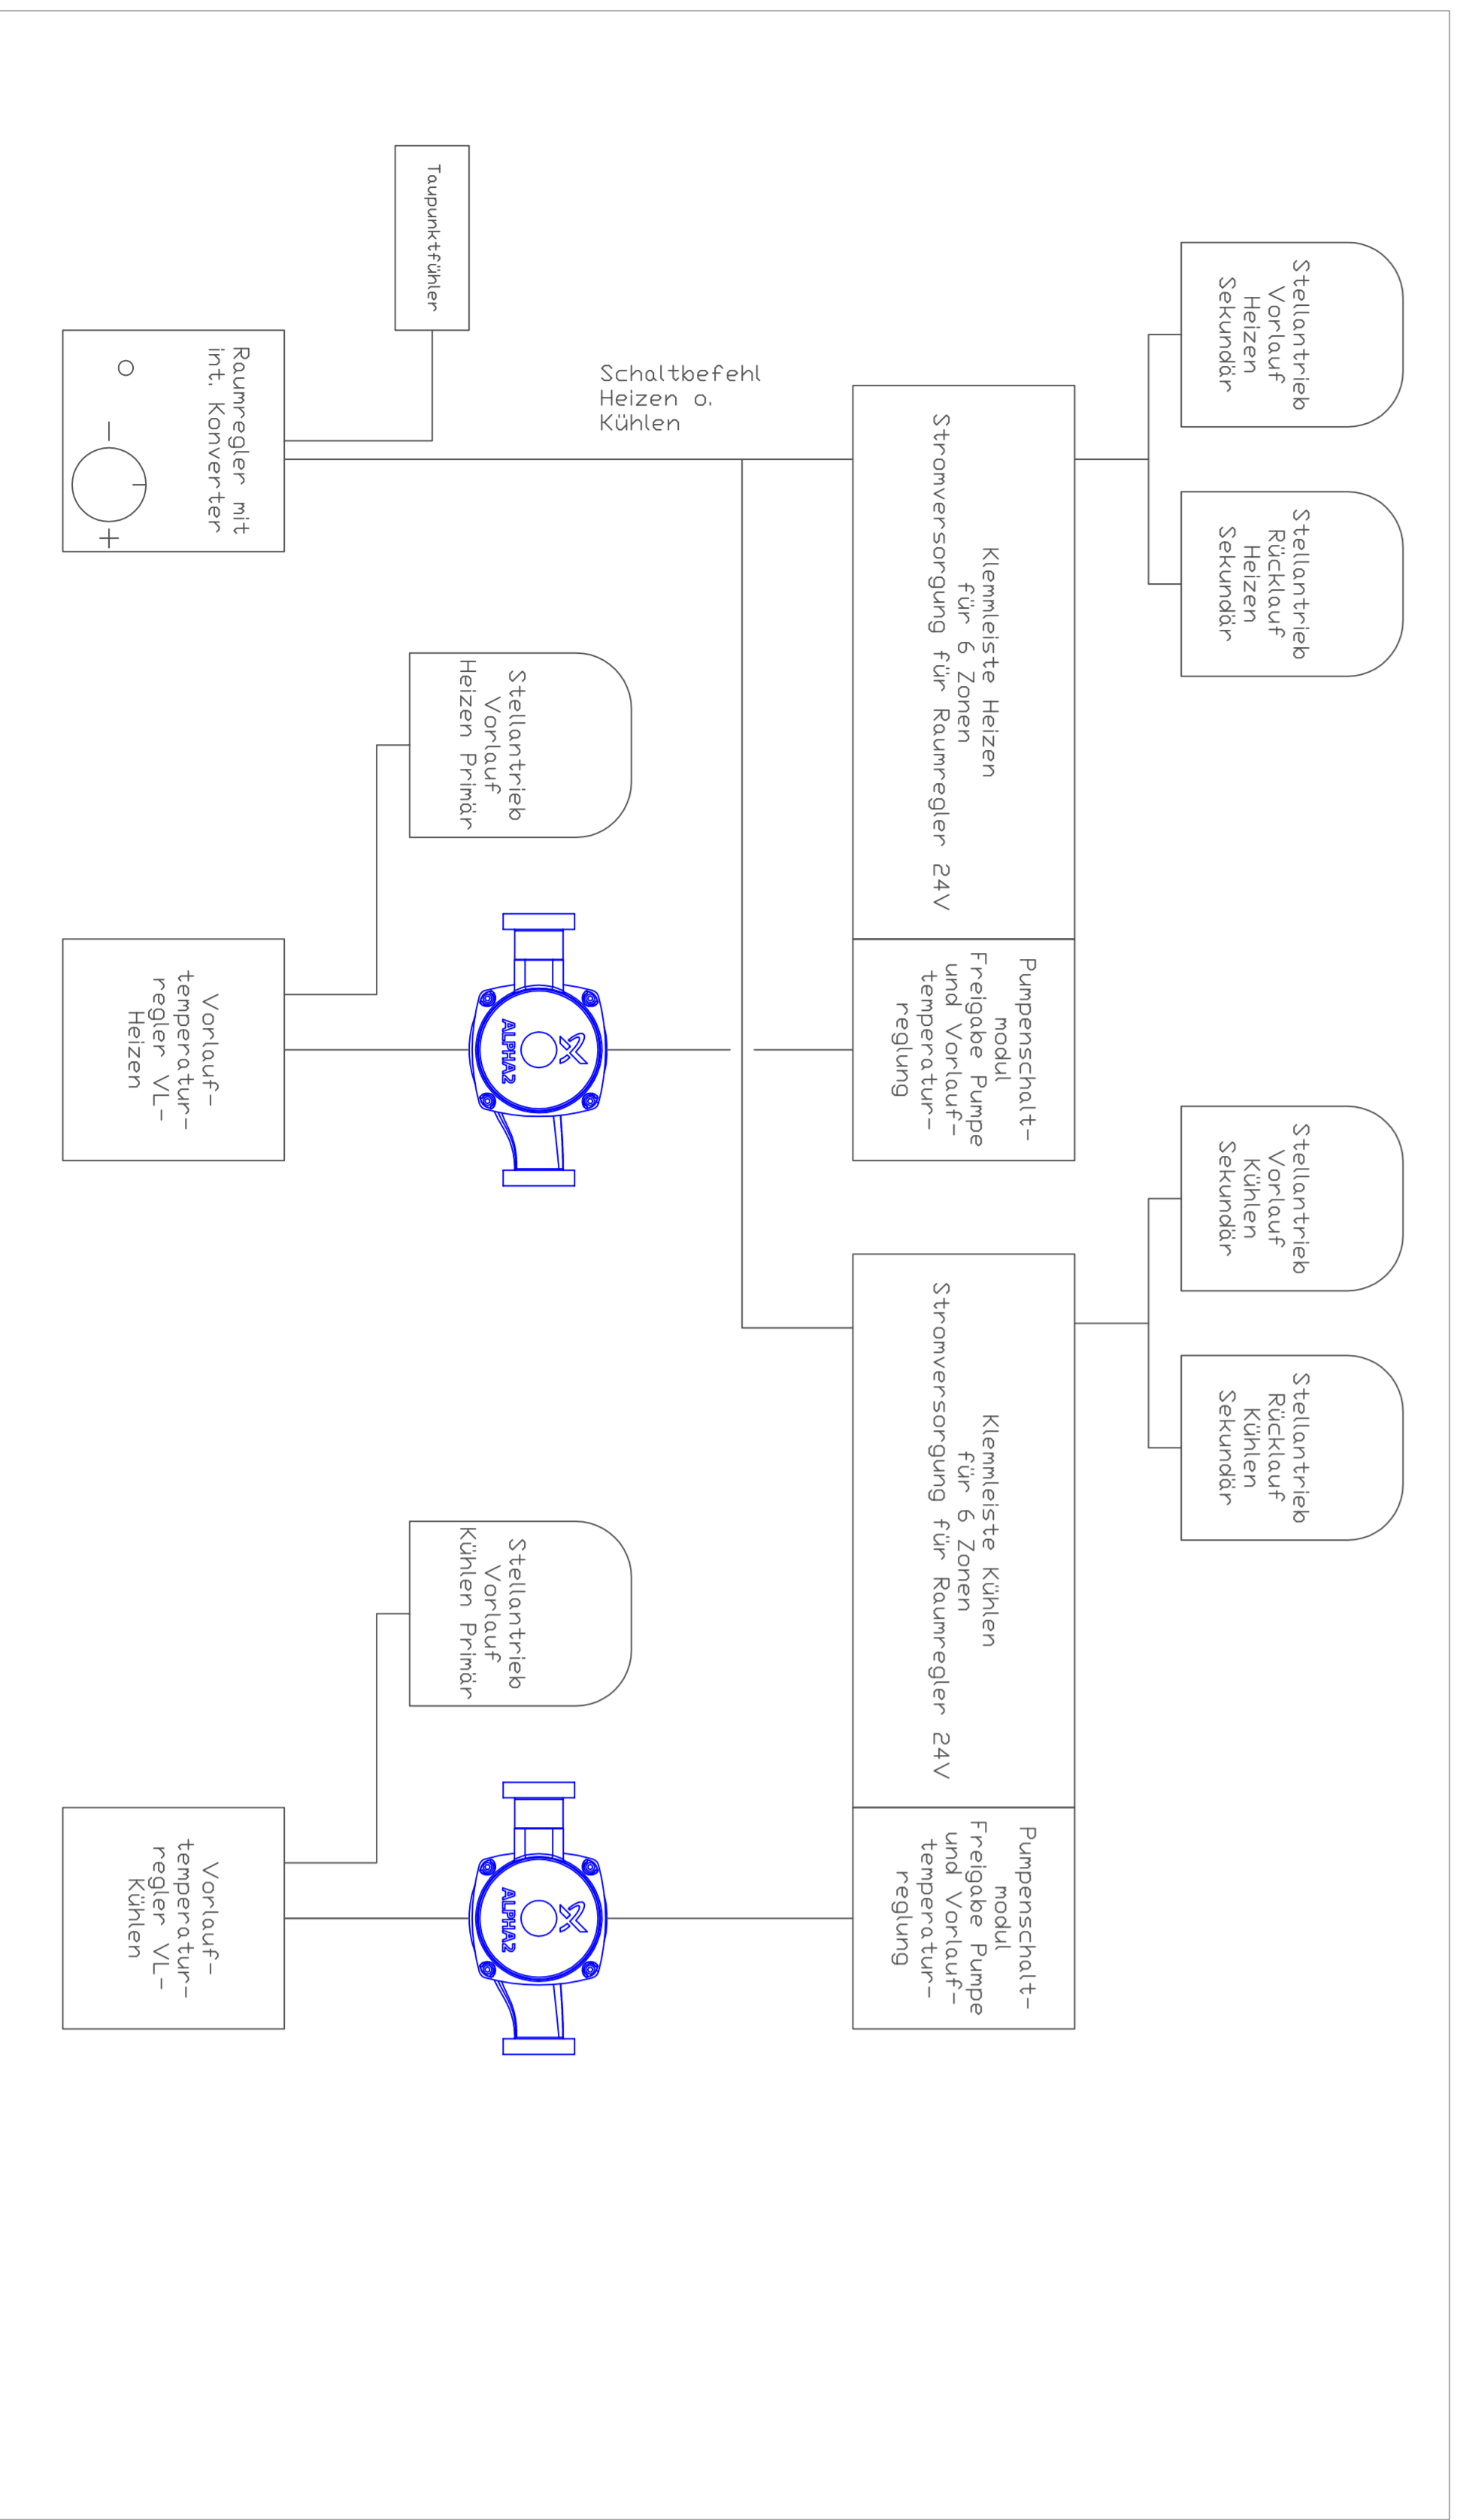 Stellantrieb
Vorlauf
Heizen
Sekundär
Stellantrieb
Rücklauf
Heizen
Sekundär
Stellantrieb
Vorlauf
Kühlen
Sekundär
Stellantrieb
Rücklauf
Kühlen
Sekundär
Klemmleiste Heizen
für 6 Zonen
Stromversorgung für Raumregler 24V
Pumpenschalt-
modul
Freigabe Pumpe
und Vorlauf-
temperatur-
reglung
Klemmleiste Kühlen
für 6 Zonen
Stromversorgung für Raumregler 24V
Pumpenschalt-
modul
Freigabe Pumpe
und Vorlauf-
temperatur-
reglung
Schaltbefehl
Heizen o.
Kühlen
Taupunktfühler
Stellantrieb
Vorlauf
Heizen Primär
ALPHA2
Stellantrieb
Vorlauf
Kühlen Primär
ALPHA2
Raumregler mit
int. Konverter
- +
Vorlauf-
temperatur-
regler VL-
Heizen
Vorlauf-
temperatur-
regler VL-
Kühlen